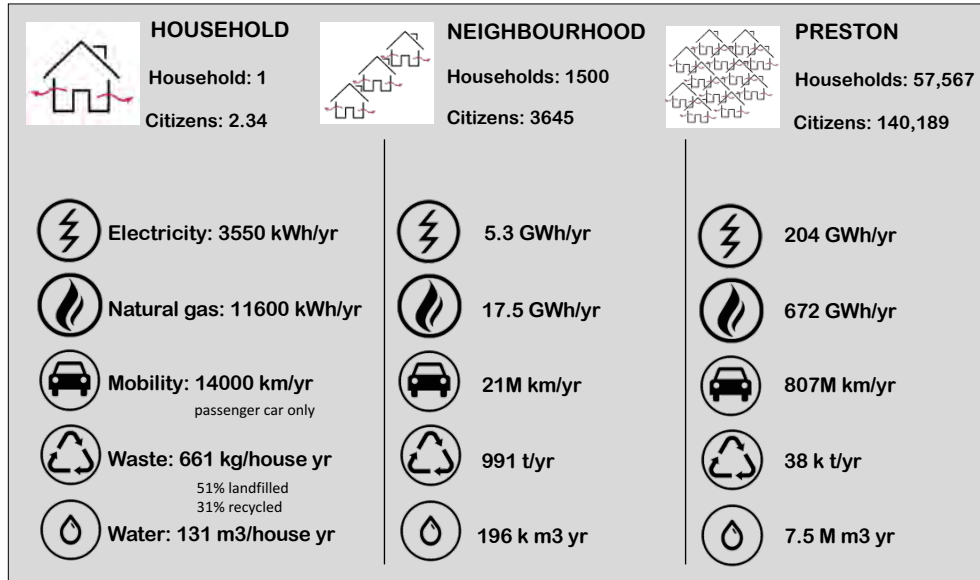 HOUSEHOLD
Household: 1
Citizens: 2.34
NEIGHBOURHOOD
Households: 1500
Citizens: 3645
PRESTON
Households: 57,567
Citizens: 140,189
Electricity: 3550 kWh/yr
5.3 GWh/yr
204 GWh/yr
Natural gas: 11600 kWh/yr
17.5 GWh/yr
672 GWh/yr
Mobility: 14000 km/yr
passenger car only
21M km/yr
807M km/yr
Waste: 661 kg/house yr
51% landfilled
31% recycled
991 t/yr
38 k t/yr
Water: 131 m3/house yr
196 k m3 yr
7.5 M m3 yr